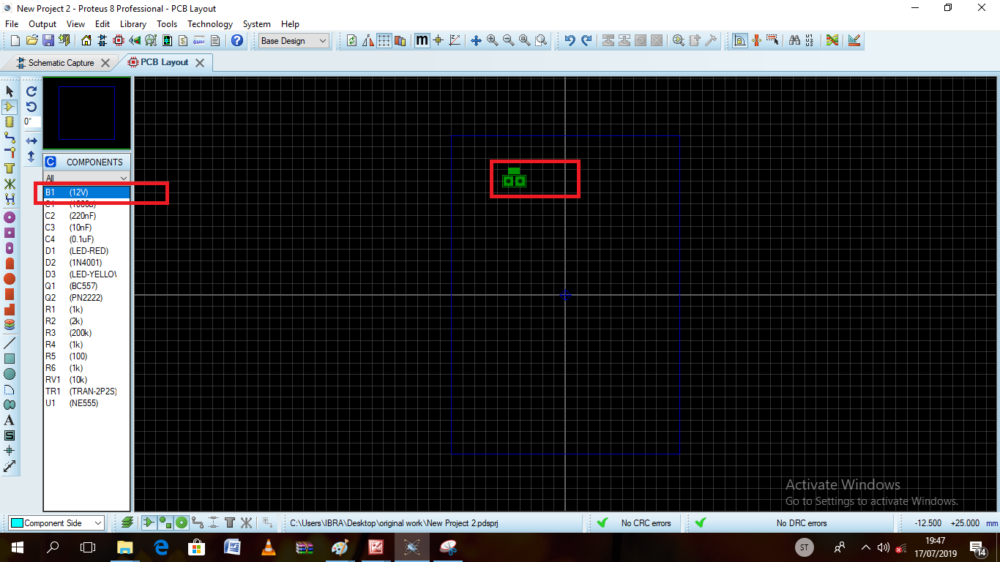 New Project 2 - Proteus 8 Professional - PCB Layout
File Output View Edit Library Tools Technology System Help
Base Design
m
Schematic Capture
PCB Layout
0°
C COMPONENTS
All
B1 (12V)
C1 (1000u)
C2 (220nF)
C3 (10nF)
C4 (0.1uF)
D1 (LED-RED)
D2 (1N4001)
D3 (LED-YELLOW
Q1 (BC557)
Q2 (PN2222)
R1 (1k)
R2 (2k)
R3 (200k)
R4 (1k)
R5 (100)
R6 (1k)
RV1 (10k)
TR1 (TRAN-2P2S)
U1 (NE555)
A
S
Activate Windows
Go to Settings to activate Windows.
Component Side
C:\Users\IBRA\Desktop\original work\New Project 2.pdsprj
No CRC errors
No DRC errors
-12.500 +25.000 mm
ST
19:47
17/07/2019
14